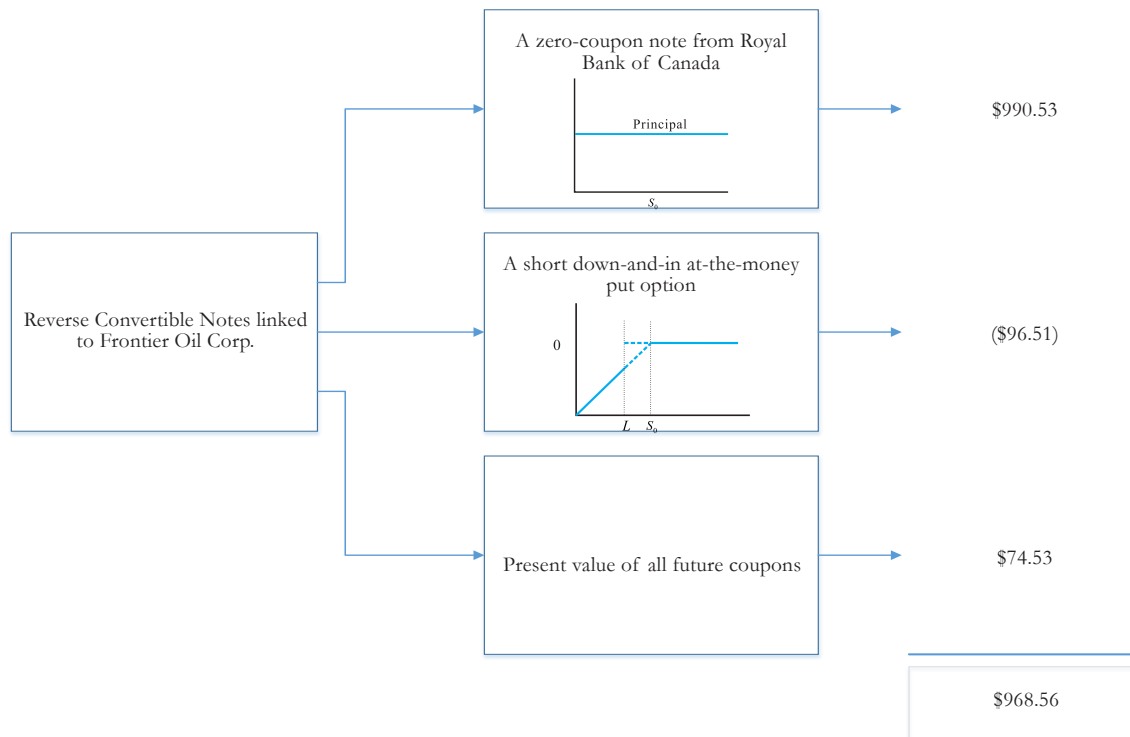 A zero-coupon note from Royal
Bank of Canada
Principal
S₀
$990.53
Reverse Convertible Notes linked
to Frontier Oil Corp.
A short down-and-in at-the-money
put option
0
L S₀
($96.51)
Present value of all future coupons
$74.53
$968.56